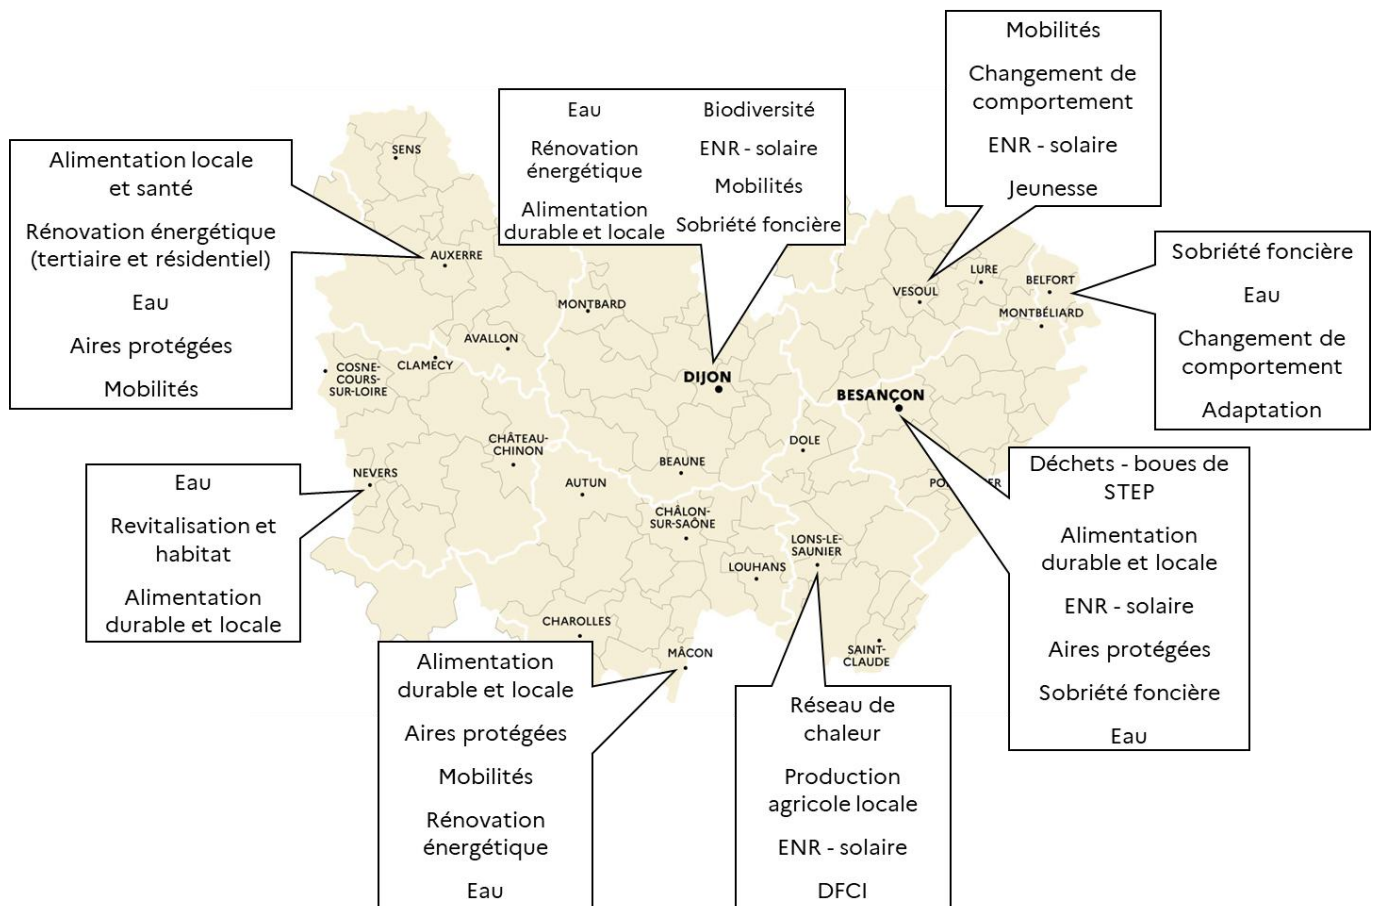 Mobilités
Changement de
comportement
ENR - solaire
Jeunesse
Eau
Rénovation
énergétique
Alimentation
durable et locale
Biodiversité
ENR - solaire
Mobilités
Sobriété foncière
Alimentation locale
et santé
Rénovation énergétique
(tertiaire et résidentiel)
Eau
Aires protégées
Mobilités
Sobriété foncière
Eau
Changement de
comportement
Adaptation
SENS
AUXERRE
MONTBARD
AVALLON
CLAMECY
COSNE-
COURS-
SUR-LOIRE
VESOUL
LURE
BELFORT
MONTBÉLIARD
DIJON
BESANÇON
CHÂTEAU-
CHINON
NEVERS
AUTUN
BEAUNE
DOLE
CHÂLON-
SUR-SAÔNE
LOUHANS
LONS-LE-
SAUNIER
CHAROLLES
MÂCON
SAINT-
CLAUDE
Eau
Revitalisation et
habitat
Alimentation
durable et locale
Déchets - boues de
STEP
Alimentation
durable et locale
ENR - solaire
Aires protégées
Sobriété foncière
Eau
Alimentation
durable et locale
Aires protégées
Mobilités
Rénovation
énergétique
Eau
Réseau de
chaleur
Production
agricole locale
ENR - solaire
DFCI